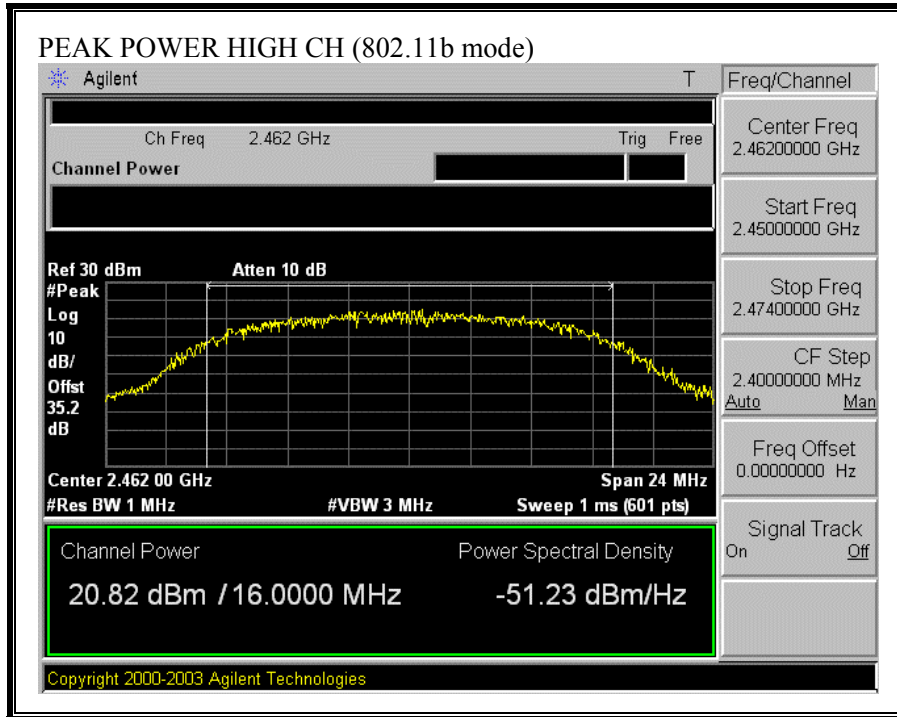 PEAK POWER HIGH CH (802.11b mode)
Agilent T Freq/Channel
Ch Freq 2.462 GHz Trig Free
Channel Power
Center Freq
2.46200000 GHz
Start Freq
2.45000000 GHz
Stop Freq
2.47400000 GHz
CF Step
2.40000000 MHz
Auto Man
Freq Offset
0.00000000 Hz
Signal Track
On Off
Ref 30 dBm Atten 10 dB
#Peak
Log
10
dB/
Offst
35.2
dB
Center 2.462 00 GHz Span 24 MHz
#Res BW 1 MHz #VBW 3 MHz Sweep 1 ms (601 pts)
Channel Power Power Spectral Density
20.82 dBm / 16.0000 MHz -51.23 dBm/Hz
Copyright 2000-2003 Agilent Technologies